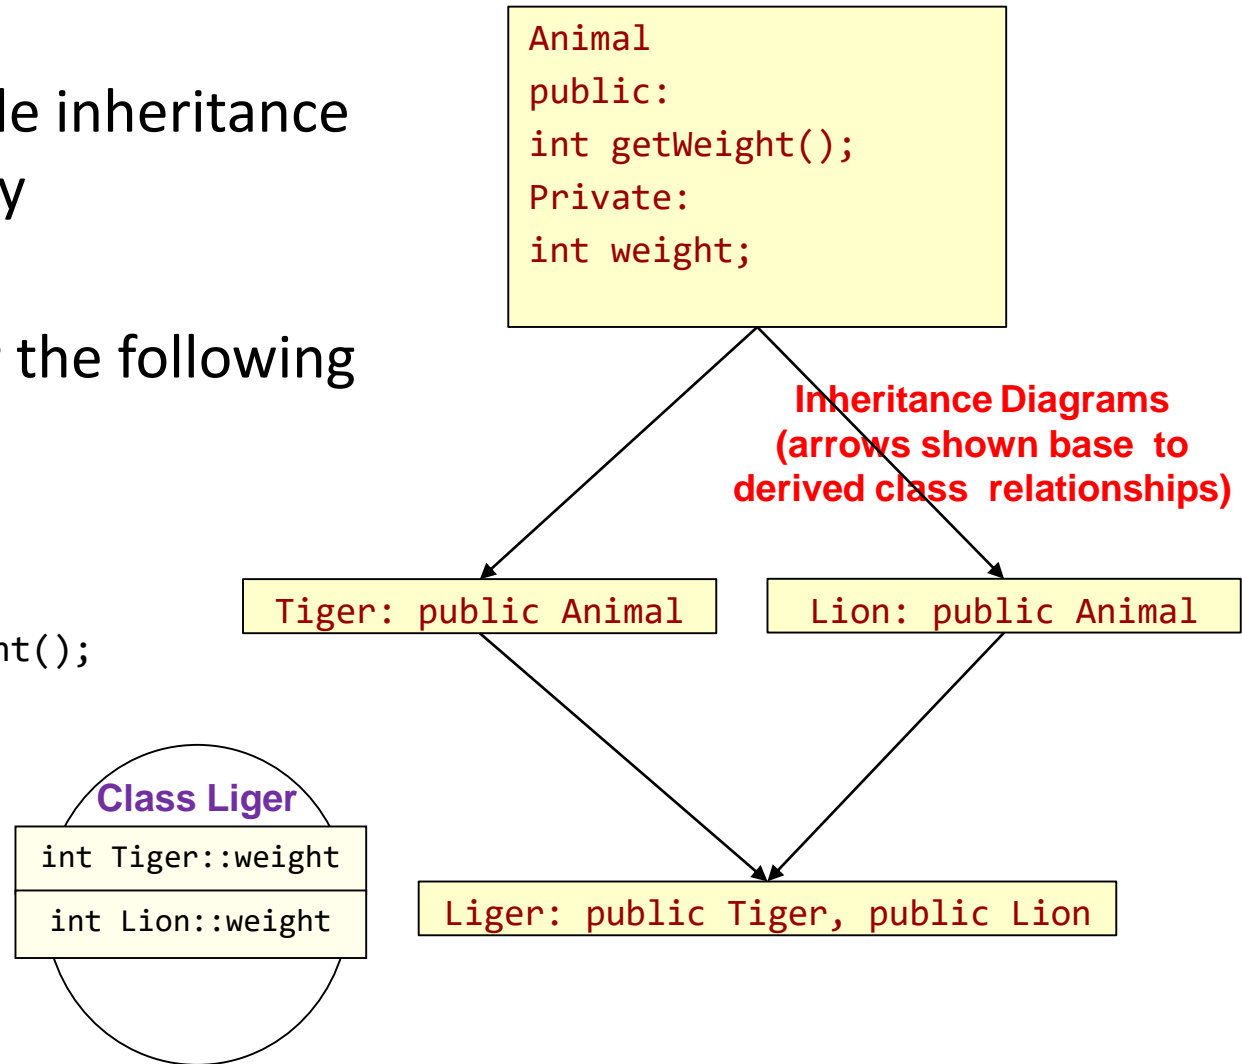 le inheritance
y
the following
nt();
Animal
public:
int getWeight();
Private:
int weight;
Inheritance Diagrams
(arrows shown base to
derived class relationships)
Tiger: public Animal
Lion: public Animal
Class Liger
int Tiger::weight
int Lion::weight
Liger: public Tiger, public Lion